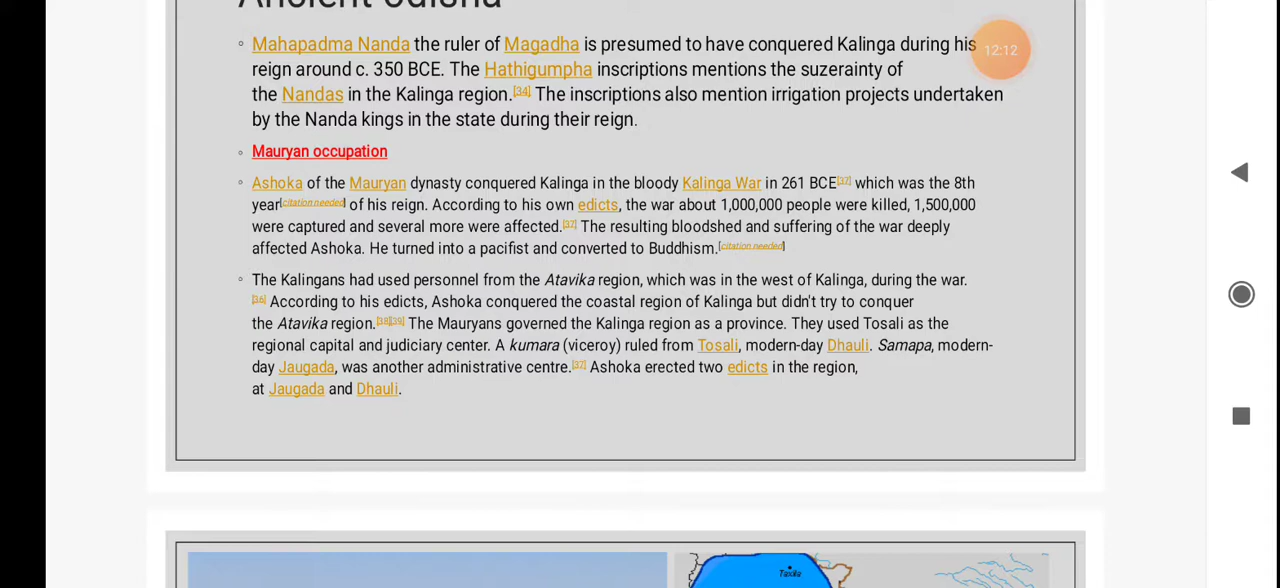 Ancient odisha
◦ Mahapadma Nanda the ruler of Magadha is presumed to have conquered Kalinga during his
12:12
reign around c. 350 BCE. The Hathigumpha inscriptions mentions the suzerainty of
the Nandas in the Kalinga region.[34] The inscriptions also mention irrigation projects undertaken
by the Nanda kings in the state during their reign.
◦ Mauryan occupation
◦ Ashoka of the Mauryan dynasty conquered Kalinga in the bloody Kalinga War in 261 BCE[37] which was the 8th
year[citation needed] of his reign. According to his own edicts, the war about 1,000,000 people were killed, 1,500,000
were captured and several more were affected.[37] The resulting bloodshed and suffering of the war deeply
affected Ashoka. He turned into a pacifist and converted to Buddhism.[citation needed]
◦ The Kalingans had used personnel from the Atavika region, which was in the west of Kalinga, during the war.
[36] According to his edicts, Ashoka conquered the coastal region of Kalinga but didn't try to conquer
the Atavika region.[38][39] The Mauryans governed the Kalinga region as a province. They used Tosali as the
regional capital and judiciary center. A kumara (viceroy) ruled from Tosali, modern-day Dhauli. Samapa, modern-
day Jaugada, was another administrative centre.[37] Ashoka erected two edicts in the region,
at Jaugada and Dhauli.
Taxila